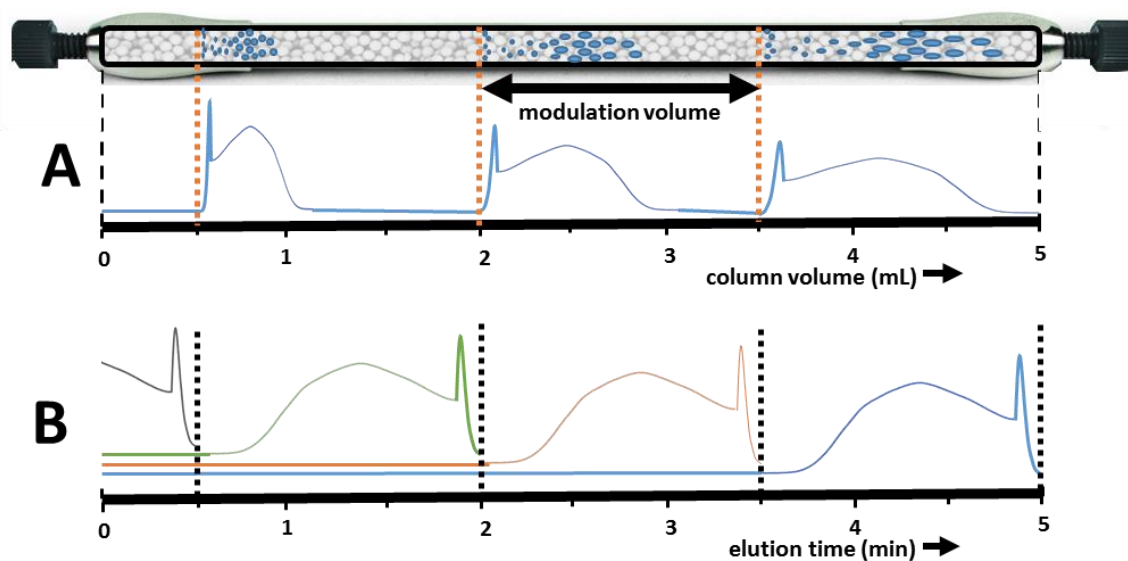 modulation volume
A
0 1 2 3 4 5
column volume (mL)
B
0 1 2 3 4 5
elution time (min)